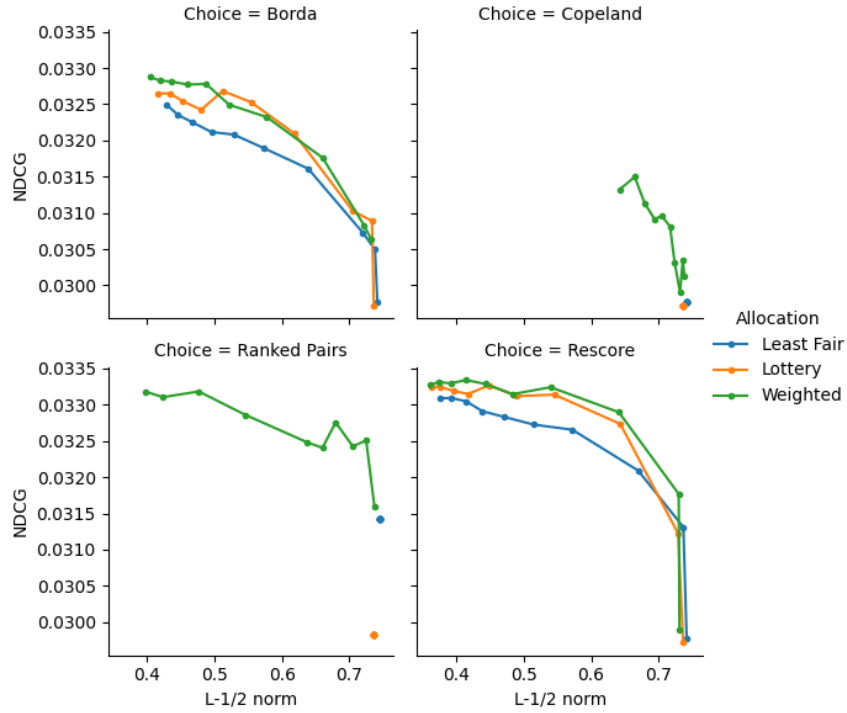 Choice = Borda
Choice = Copeland
0.0335
0.0330
0.0325
0.0320
0.0315
0.0310
0.0305
0.0300
NDCG
Allocation
Least Fair
Lottery
Weighted
Choice = Ranked Pairs
Choice = Rescore
0.0335
0.0330
0.0325
0.0320
0.0315
0.0310
0.0305
0.0300
NDCG
0.4 0.5 0.6 0.7
0.4 0.5 0.6 0.7
L-1/2 norm
L-1/2 norm